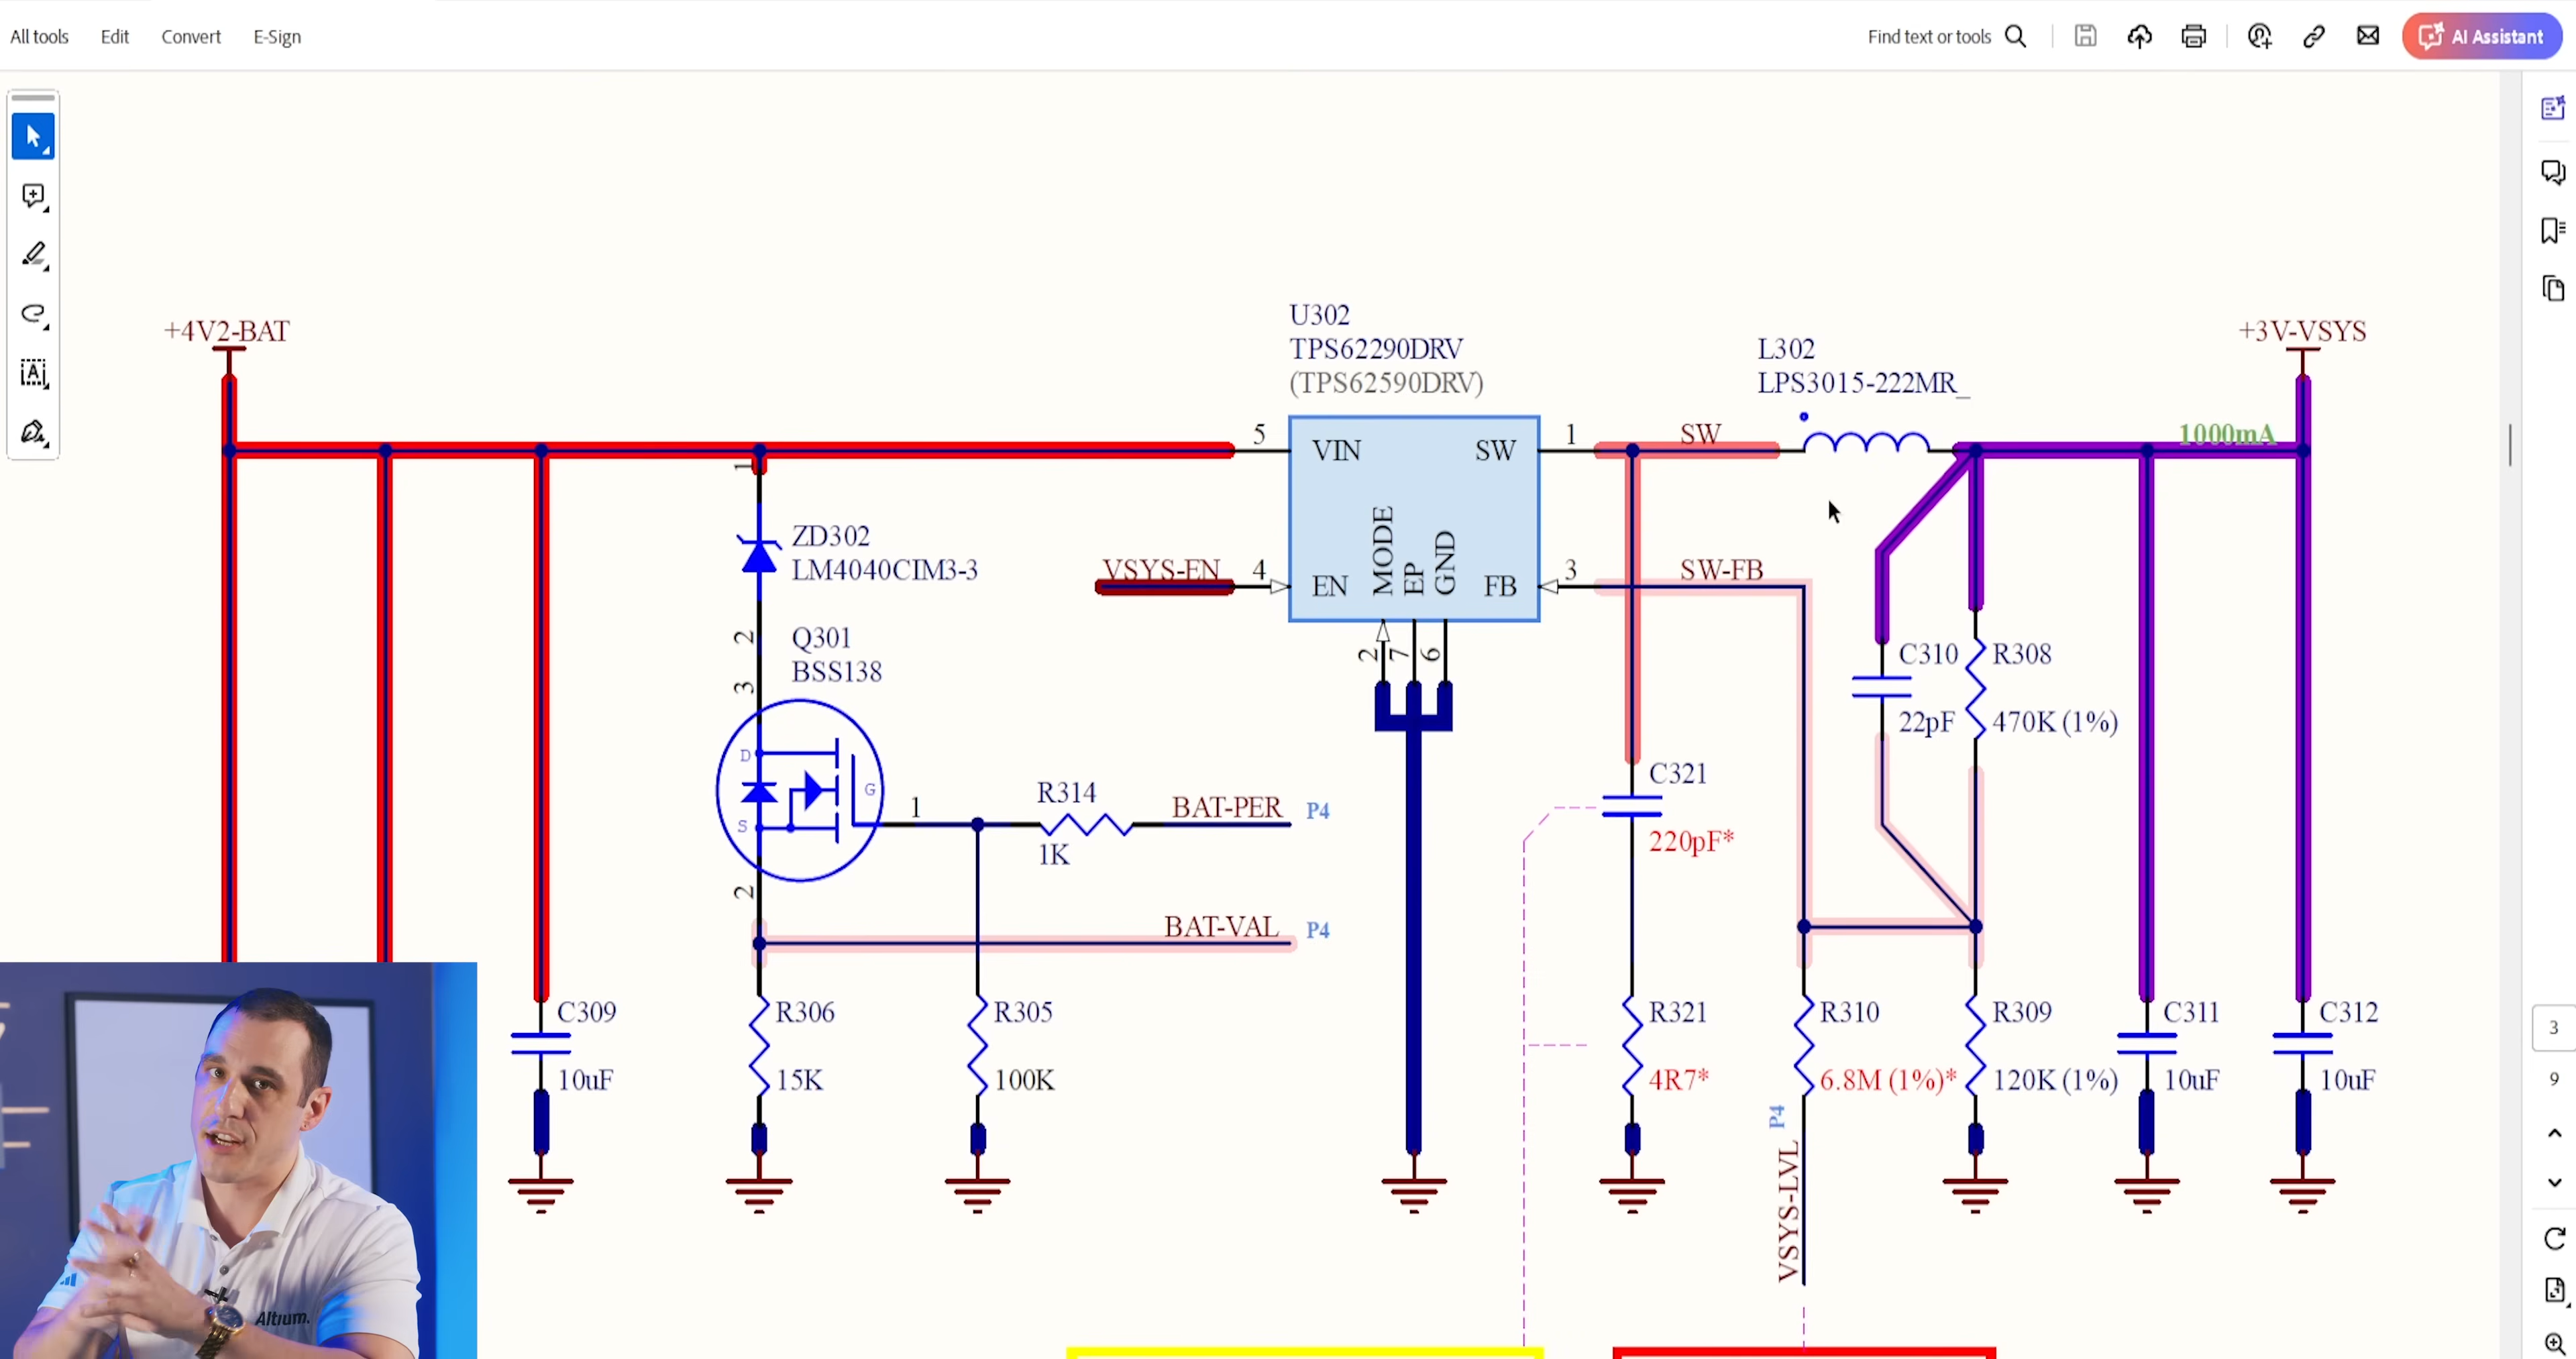 All tools Edit Convert E-Sign Find text or tools AI Assistant
+4V2-BAT
U302
TPS62290DRV
(TPS62590DRV)
L302
LPS3015-222MR_
+3V-VSYS
1000mA
5 VIN SW 1 SW
1
ZD302
LM4040CIM3-3
2
VSYS-EN 4 EN MODE EP GND FB 3 SW-FB
2 7 6
Q301
BSS138
3
D
G
S
1
2
R314
1K
BAT-PER P4
BAT-VAL P4
C310
22pF
R308
470K (1%)
C321
220pF*
C309
10uF
R306
15K
R305
100K
R321
4R7*
R310
6.8M (1%)*
R309
120K (1%)
C311
10uF
C312
10uF
P4
VSYS-LVL
3
9
Altium.